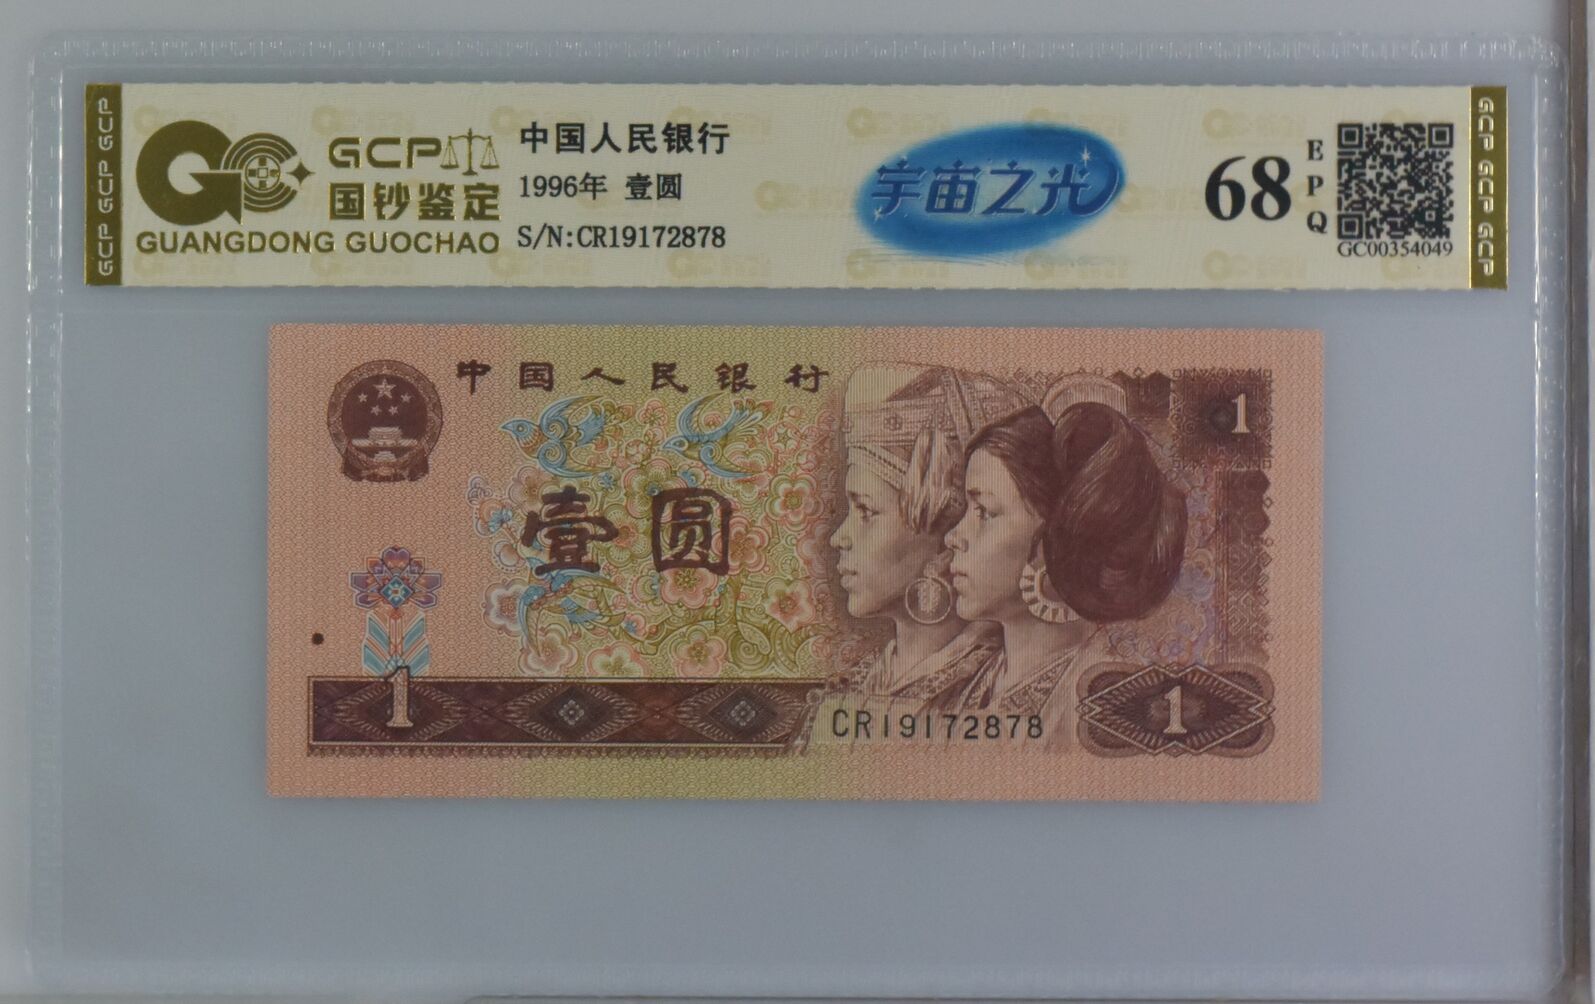 GCP GCP GCP
GCP
国钞鉴定
GUANGDONG GUOCHAO
中国人民银行
1996年 壹圆
S/N:CR19172878
宇宙之光
68
EPQ
GC00354049
GCP GCP GCP
中国人民银行
1
壹圆
1
CR19172878
1